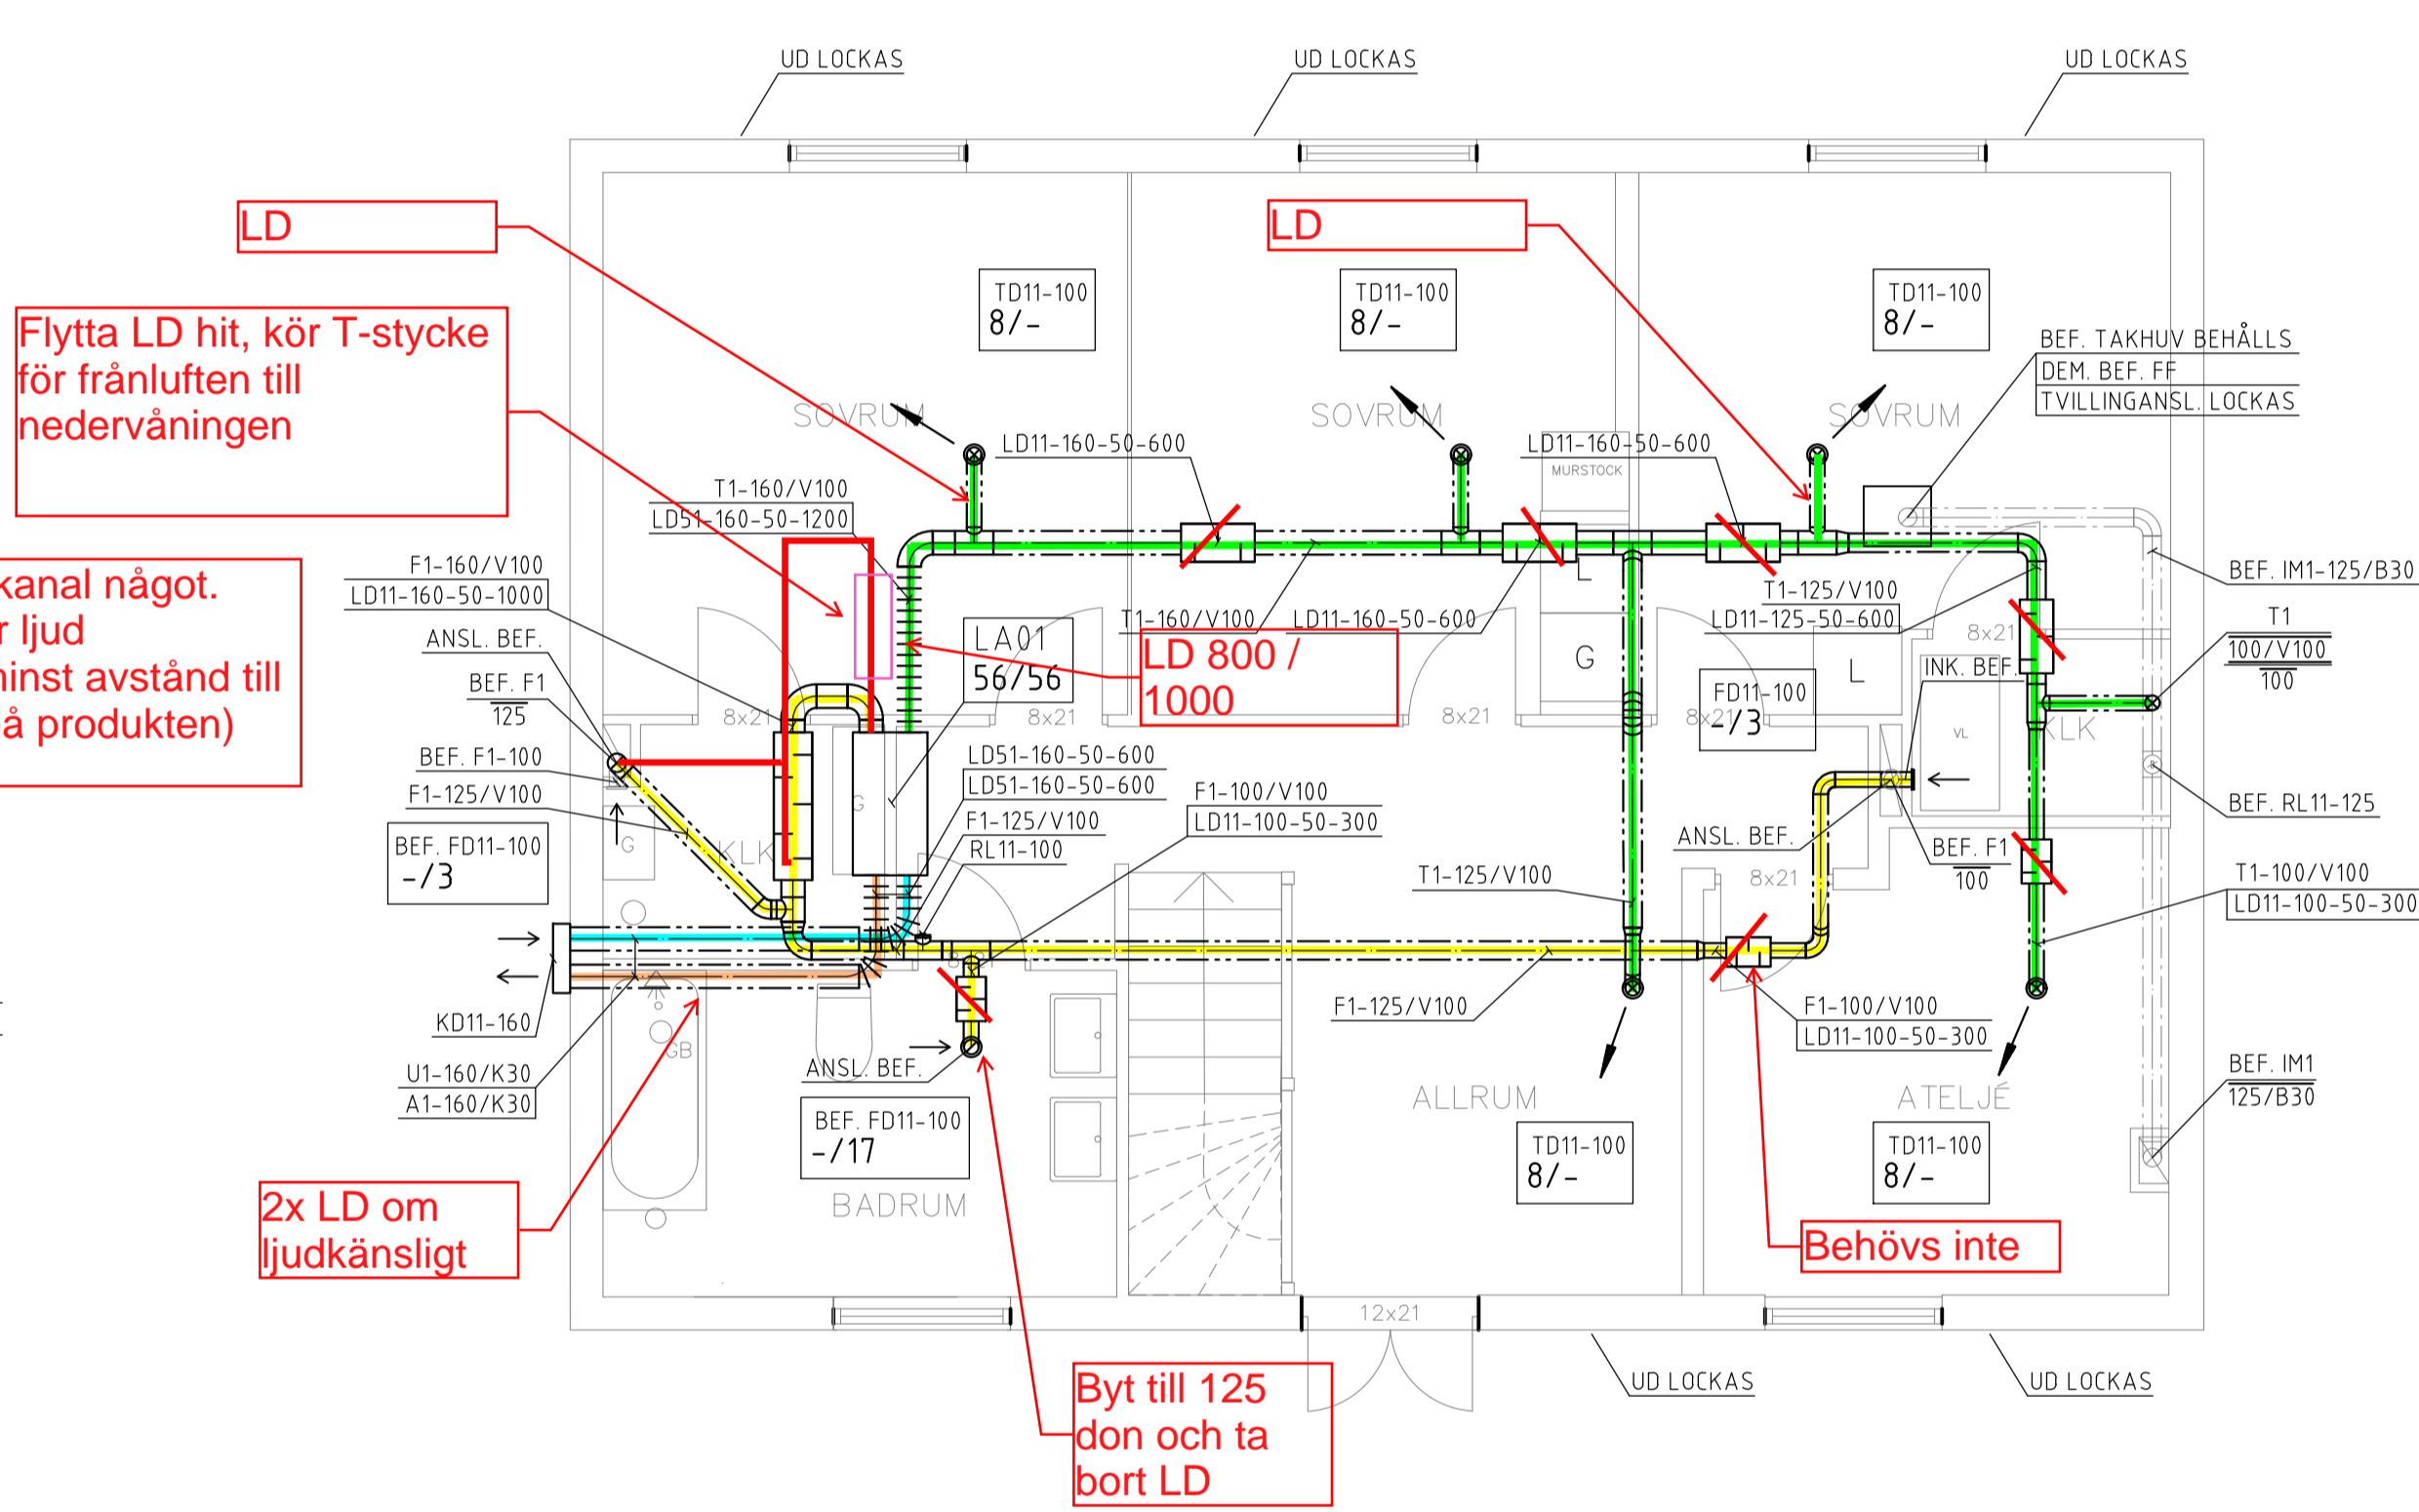 UD LOCKAS
UD LOCKAS
UD LOCKAS
LD
LD
TD11-100
8/-
TD11-100
8/-
TD11-100
8/-
Flytta LD hit, kör T-stycke
för frånluften till
nedervåningen
BEF. TAKHUV BEHÅLLS
DEM. BEF. FF
TVILLINGANSL. LOCKAS
SOVRUM
SOVRUM
SOVRUM
LD11-160-50-600
LD11-160-50-600
MURSTOCK
T1-160/V100
LD51-160-50-1200
F1-160/V100
LD11-160-50-1000
kanal något.
r ljud
inst avstånd till
å produkten)
ANSL. BEF.
BEF. F1
125
LA01
56/56
T1-160/V100
LD11-160-50-600
LD 800 /
1000
L
G
T1-125/V100
LD11-125-50-600
BEF. IM1-125/B30
T1
100/V100
100
8x21
L
INK. BEF.
FD11-100
-/3
8x21
8x21
8x21
8x21
VL
KLK
BEF. F1-100
F1-125/V100
BEF. FD11-100
-/3
G
KLK
G
LD51-160-50-600
LD51-160-50-600
F1-125/V100
RL11-100
F1-100/V100
LD11-100-50-300
ANSL. BEF.
BEF. F1
100
BEF. RL11-125
T1-125/V100
8x21
T1-100/V100
LD11-100-50-300
8x21
KD11-160
U1-160/K30
A1-160/K30
GB
ANSL. BEF.
F1-125/V100
F1-100/V100
LD11-100-50-300
BEF. FD11-100
-/17
BADRUM
ALLRUM
ATELJÉ
BEF. IM1
125/B30
TD11-100
8/-
TD11-100
8/-
2x LD om
ljudkänsligt
Behövs inte
12x21
Byt till 125
don och ta
bort LD
UD LOCKAS
UD LOCKAS